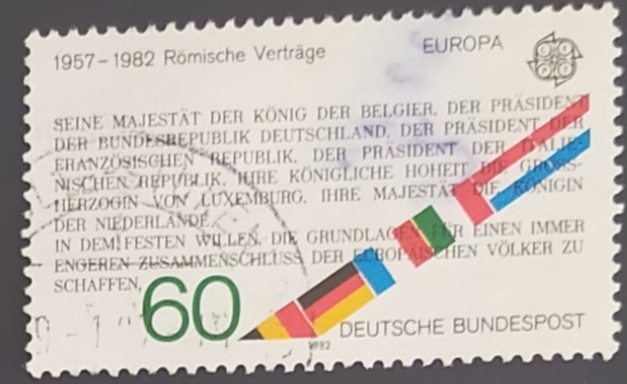 1957-1982 Römische Verträge
EUROPA
SEINE MAJESTÄT DER KÖNIG DER BELGIER, DER PRÄSIDENT
DER BUNDESREPUBLIK DEUTSCHLAND, DER PRÄSIDENT DER
FRANZÖSISCHEN REPUBLIK, DER PRÄSIDENT DER ITALIE-
NISCHEN REPUBLIK, IHRE KÖNIGLICHE HOHEIT DIE GROSS-
HERZOGIN VON LUXEMBURG, IHRE MAJESTÄT DIE KÖNIGIN
DER NIEDERLANDE
IN DEM FESTEN WILLEN, DIE GRUNDLAGEN FÜR EINEN IMMER
ENGEREN ZUSAMMENSCHLUSS DER EUROPÄISCHEN VÖLKER ZU
SCHAFFEN,
60
DEUTSCHE BUNDESPOST
1982